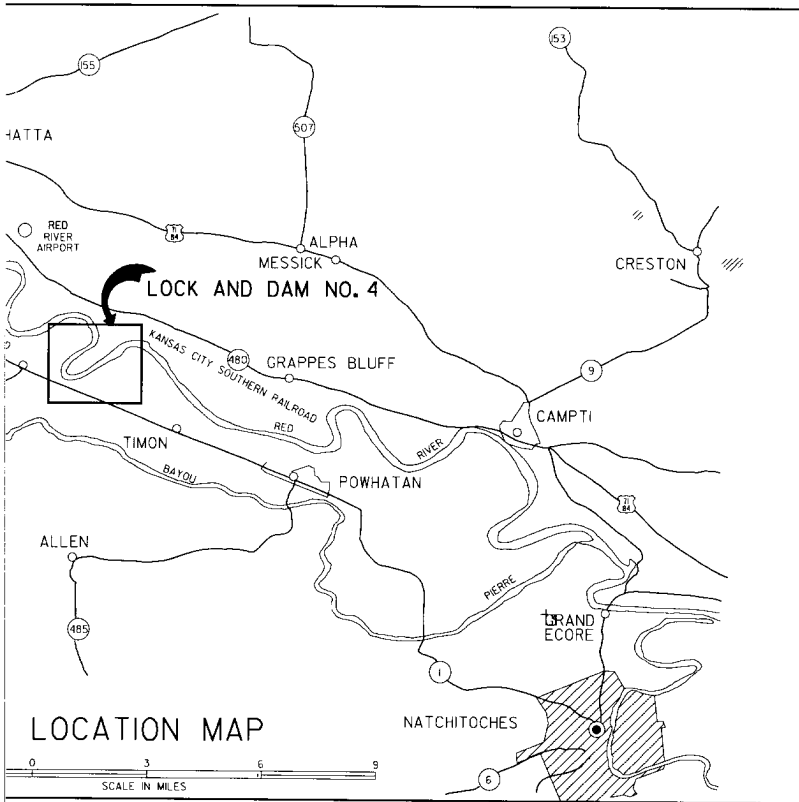 153
155
507
HATTA
RED
RIVER
AIRPORT
71
84
ALPHA
MESSICK
CRESTON
LOCK AND DAM NO. 4
KANSAS CITY SOUTHERN RAILROAD
480
GRAPPES BLUFF
9
RED
RIVER
CAMPTI
TIMON
BAYOU
POWHATAN
71
84
ALLEN
PIERRE
GRAND
ECORE
485
1
LOCATION MAP
NATCHITOCHES
6
0 3 6 9
SCALE IN MILES